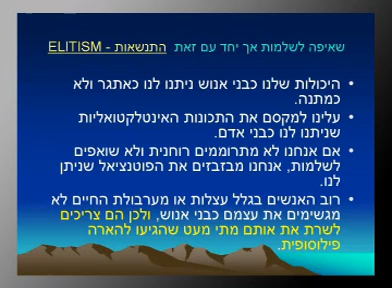 שאיפה לשלמות אך יחד עם זאת התנשאות - ELITISM
• היכולות שלנו כבני אנוש ניתנו לנו כאתגר ולא
כמתנה.
• עלינו למקסם את התכונות האינטלקטואליות
שניתנו לנו כבני אדם.
• אם אנחנו לא מתרוממים רוחנית ולא שואפים
לשלמות, אנחנו מבזבזים את הפוטנציאל שניתן
לנו.
• רוב האנשים בגלל עצלות או מערבולת החיים לא
מגשימים את עצמם כבני אנוש, ולכן הם צריכים
לשרת את אותם מתי מעט שהגיעו להארה
פילוסופית.